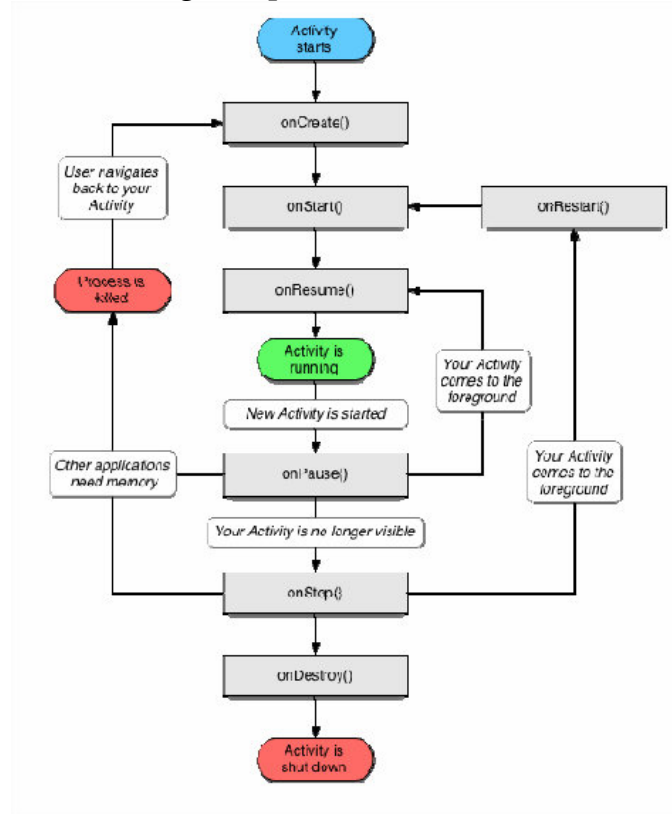 Activity
starts
onCreate()
User navigates
back to your
Activity
onStart()
onRestart()
Process is
killed
onResume()
Activity is
running
Your Activity
comes to the
foreground
New Activity is started
Other applications
need memory
onPause()
Your Activity
comes to the
foreground
Your Activity is no longer visible
onStop()
onDestroy()
Activity is
shut down